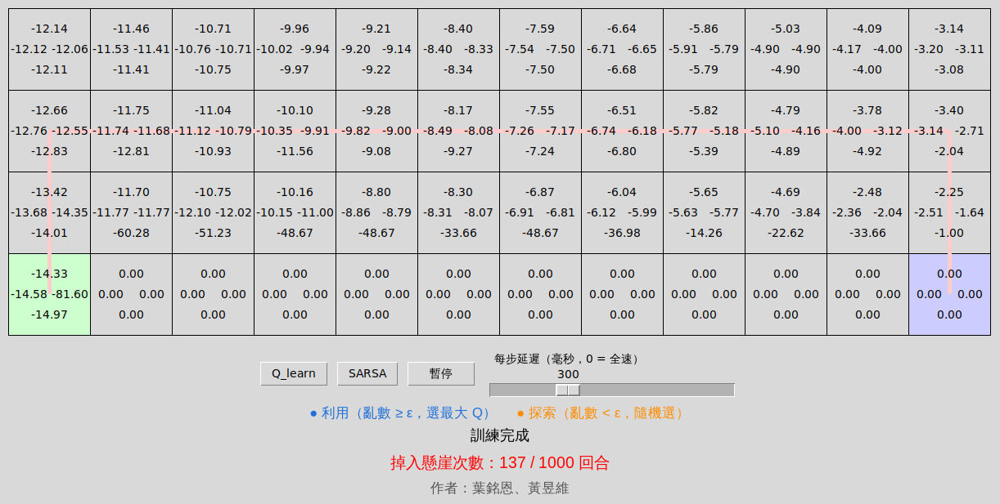 -12.14 -11.46 -10.71 -9.96 -9.21 -8.40 -7.59 -6.64 -5.86 -5.03 -4.09 -3.14
-12.12 -12.06 -11.53 -11.41 -10.76 -10.71 -10.02 -9.94 -9.20 -9.14 -8.40 -8.33 -7.54 -7.50 -6.71 -6.65 -5.91 -5.79 -4.90 -4.90 -4.17 -4.00 -3.20 -3.11
-12.11 -11.41 -10.75 -9.97 -9.22 -8.34 -7.50 -6.68 -5.79 -4.90 -4.00 -3.08
-12.66 -11.75 -11.04 -10.10 -9.28 -8.17 -7.55 -6.51 -5.82 -4.79 -3.78 -3.40
-12.76 -12.55 -11.74 -11.68 -11.12 -10.79 -10.35 -9.91 -9.82 -9.00 -8.49 -8.08 -7.26 -7.17 -6.74 -6.18 -5.77 -5.18 -5.10 -4.16 -4.00 -3.12 -3.14 -2.71
-12.83 -12.81 -10.93 -11.56 -9.08 -9.27 -7.24 -6.80 -5.39 -4.89 -4.92 -2.04
-13.42 -11.70 -10.75 -10.16 -8.80 -8.30 -6.87 -6.04 -5.65 -4.69 -2.48 -2.25
-13.68 -14.35 -11.77 -11.77 -12.10 -12.02 -10.15 -11.00 -8.86 -8.79 -8.31 -8.07 -6.91 -6.81 -6.12 -5.99 -5.63 -5.77 -4.70 -3.84 -2.36 -2.04 -2.51 -1.64
-14.01 -60.28 -51.23 -48.67 -48.67 -33.66 -48.67 -36.98 -14.26 -22.62 -33.66 -1.00
-14.33 0.00 0.00 0.00 0.00 0.00 0.00 0.00 0.00 0.00 0.00 0.00
-14.58 -81.60 0.00 0.00 0.00 0.00 0.00 0.00 0.00 0.00 0.00 0.00 0.00 0.00 0.00 0.00 0.00 0.00 0.00 0.00 0.00 0.00 0.00 0.00
-14.97 0.00 0.00 0.00 0.00 0.00 0.00 0.00 0.00 0.00 0.00 0.00
每步延遲（毫秒，0 = 全速）
300
Q_learn SARSA 暫停
● 利用（亂數 ≥ ε，選最大 Q） ● 探索（亂數 < ε，隨機選）
訓練完成
掉入懸崖次數：137 / 1000 回合
作者：葉銘恩、黃昱維